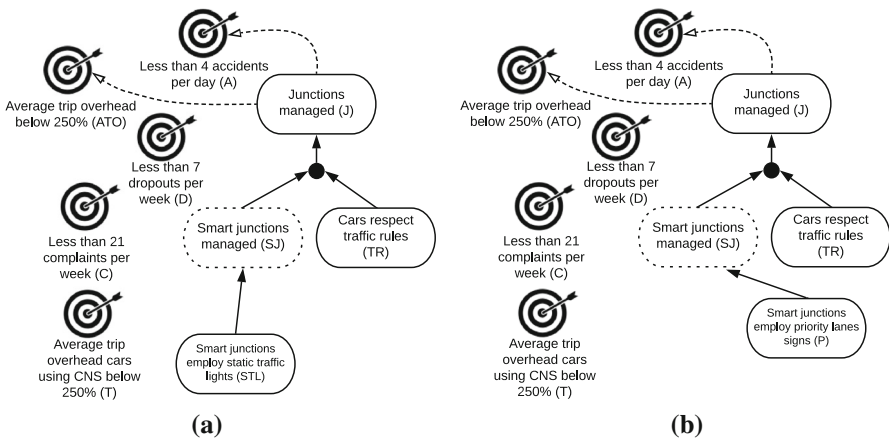 Less than 4 accidents
per day (A)
Average trip overhead
below 250% (ATO)
Junctions
managed (J)
Less than 7
dropouts per
week (D)
Smart junctions
managed (SJ)
Cars respect
traffic rules
(TR)
Less than 21
complaints per
week (C)
Average trip
overhead cars
using CNS below
250% (T)
Smart junctions
employ static traffic
lights (STL)
(a)
Less than 4 accidents
per day (A)
Average trip overhead
below 250% (ATO)
Junctions
managed (J)
Less than 7
dropouts per
week (D)
Smart junctions
managed (SJ)
Cars respect
traffic rules
(TR)
Less than 21
complaints per
week (C)
Average trip
overhead cars
using CNS below
250% (T)
Smart junctions
employ priority lanes
signs (P)
(b)